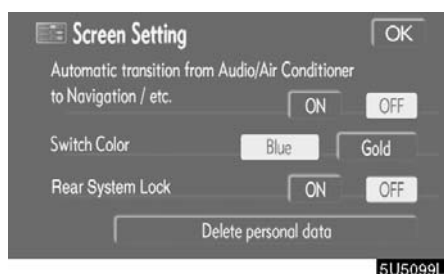 Screen Setting OK
Automatic transition from Audio/Air Conditioner
to Navigation / etc. ON OFF
Switch Color Blue Gold
Rear System Lock ON OFF
Delete personal data
5U5099L